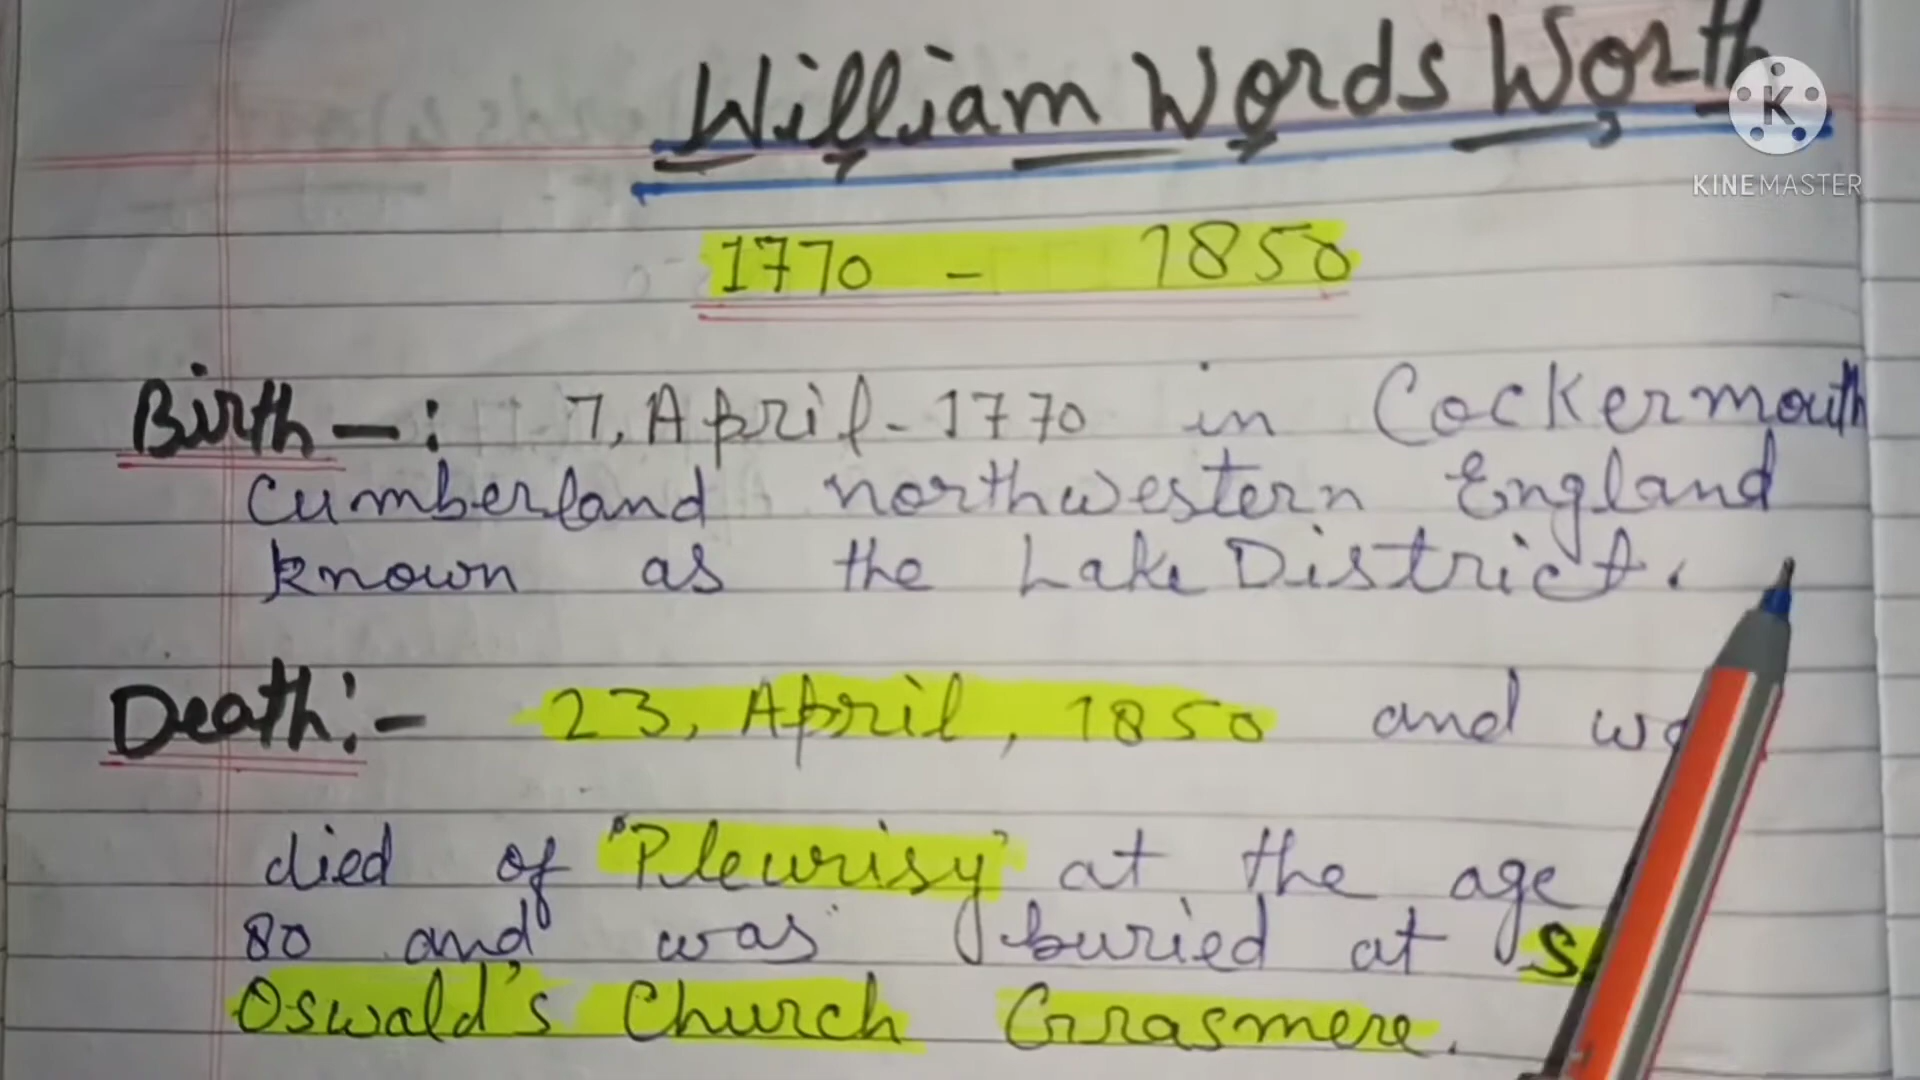 William Words Worth
K
KINEMASTER
1770 - 1850
Birth -: 7, April - 1770 in Cockermouth
Cumberland northwestern England
known as the Lake District.
Death:- 23, April, 1850 and
died of "Pleurisy" at the age
80 and was buried at S
Oswald's Church Grasmere.